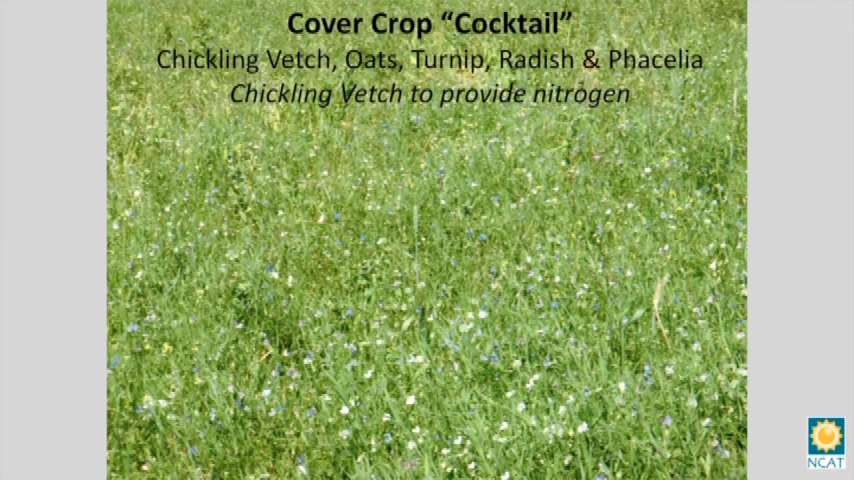 Cover Crop “Cocktail”
Chickling Vetch, Oats, Turnip, Radish & Phacelia
Chickling Vetch to provide nitrogen
NCAT